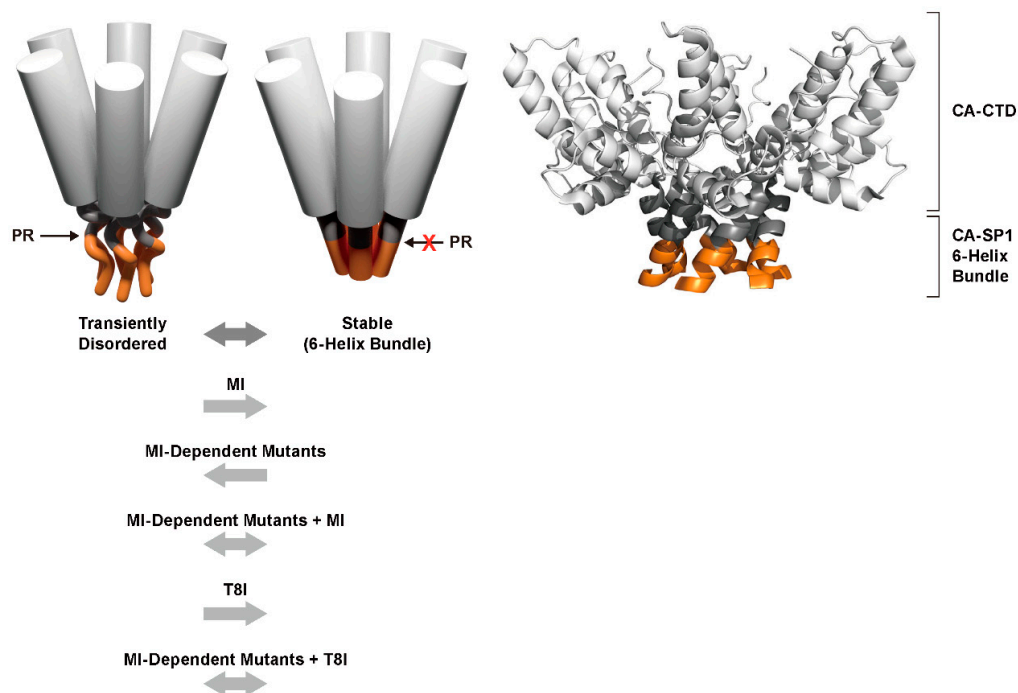 PR
X
PR
Transiently
Disordered
Stable
(6-Helix Bundle)
MI
MI-Dependent Mutants
MI-Dependent Mutants + MI
T8I
MI-Dependent Mutants + T8I
CA-CTD
CA-SP1
6-Helix
Bundle